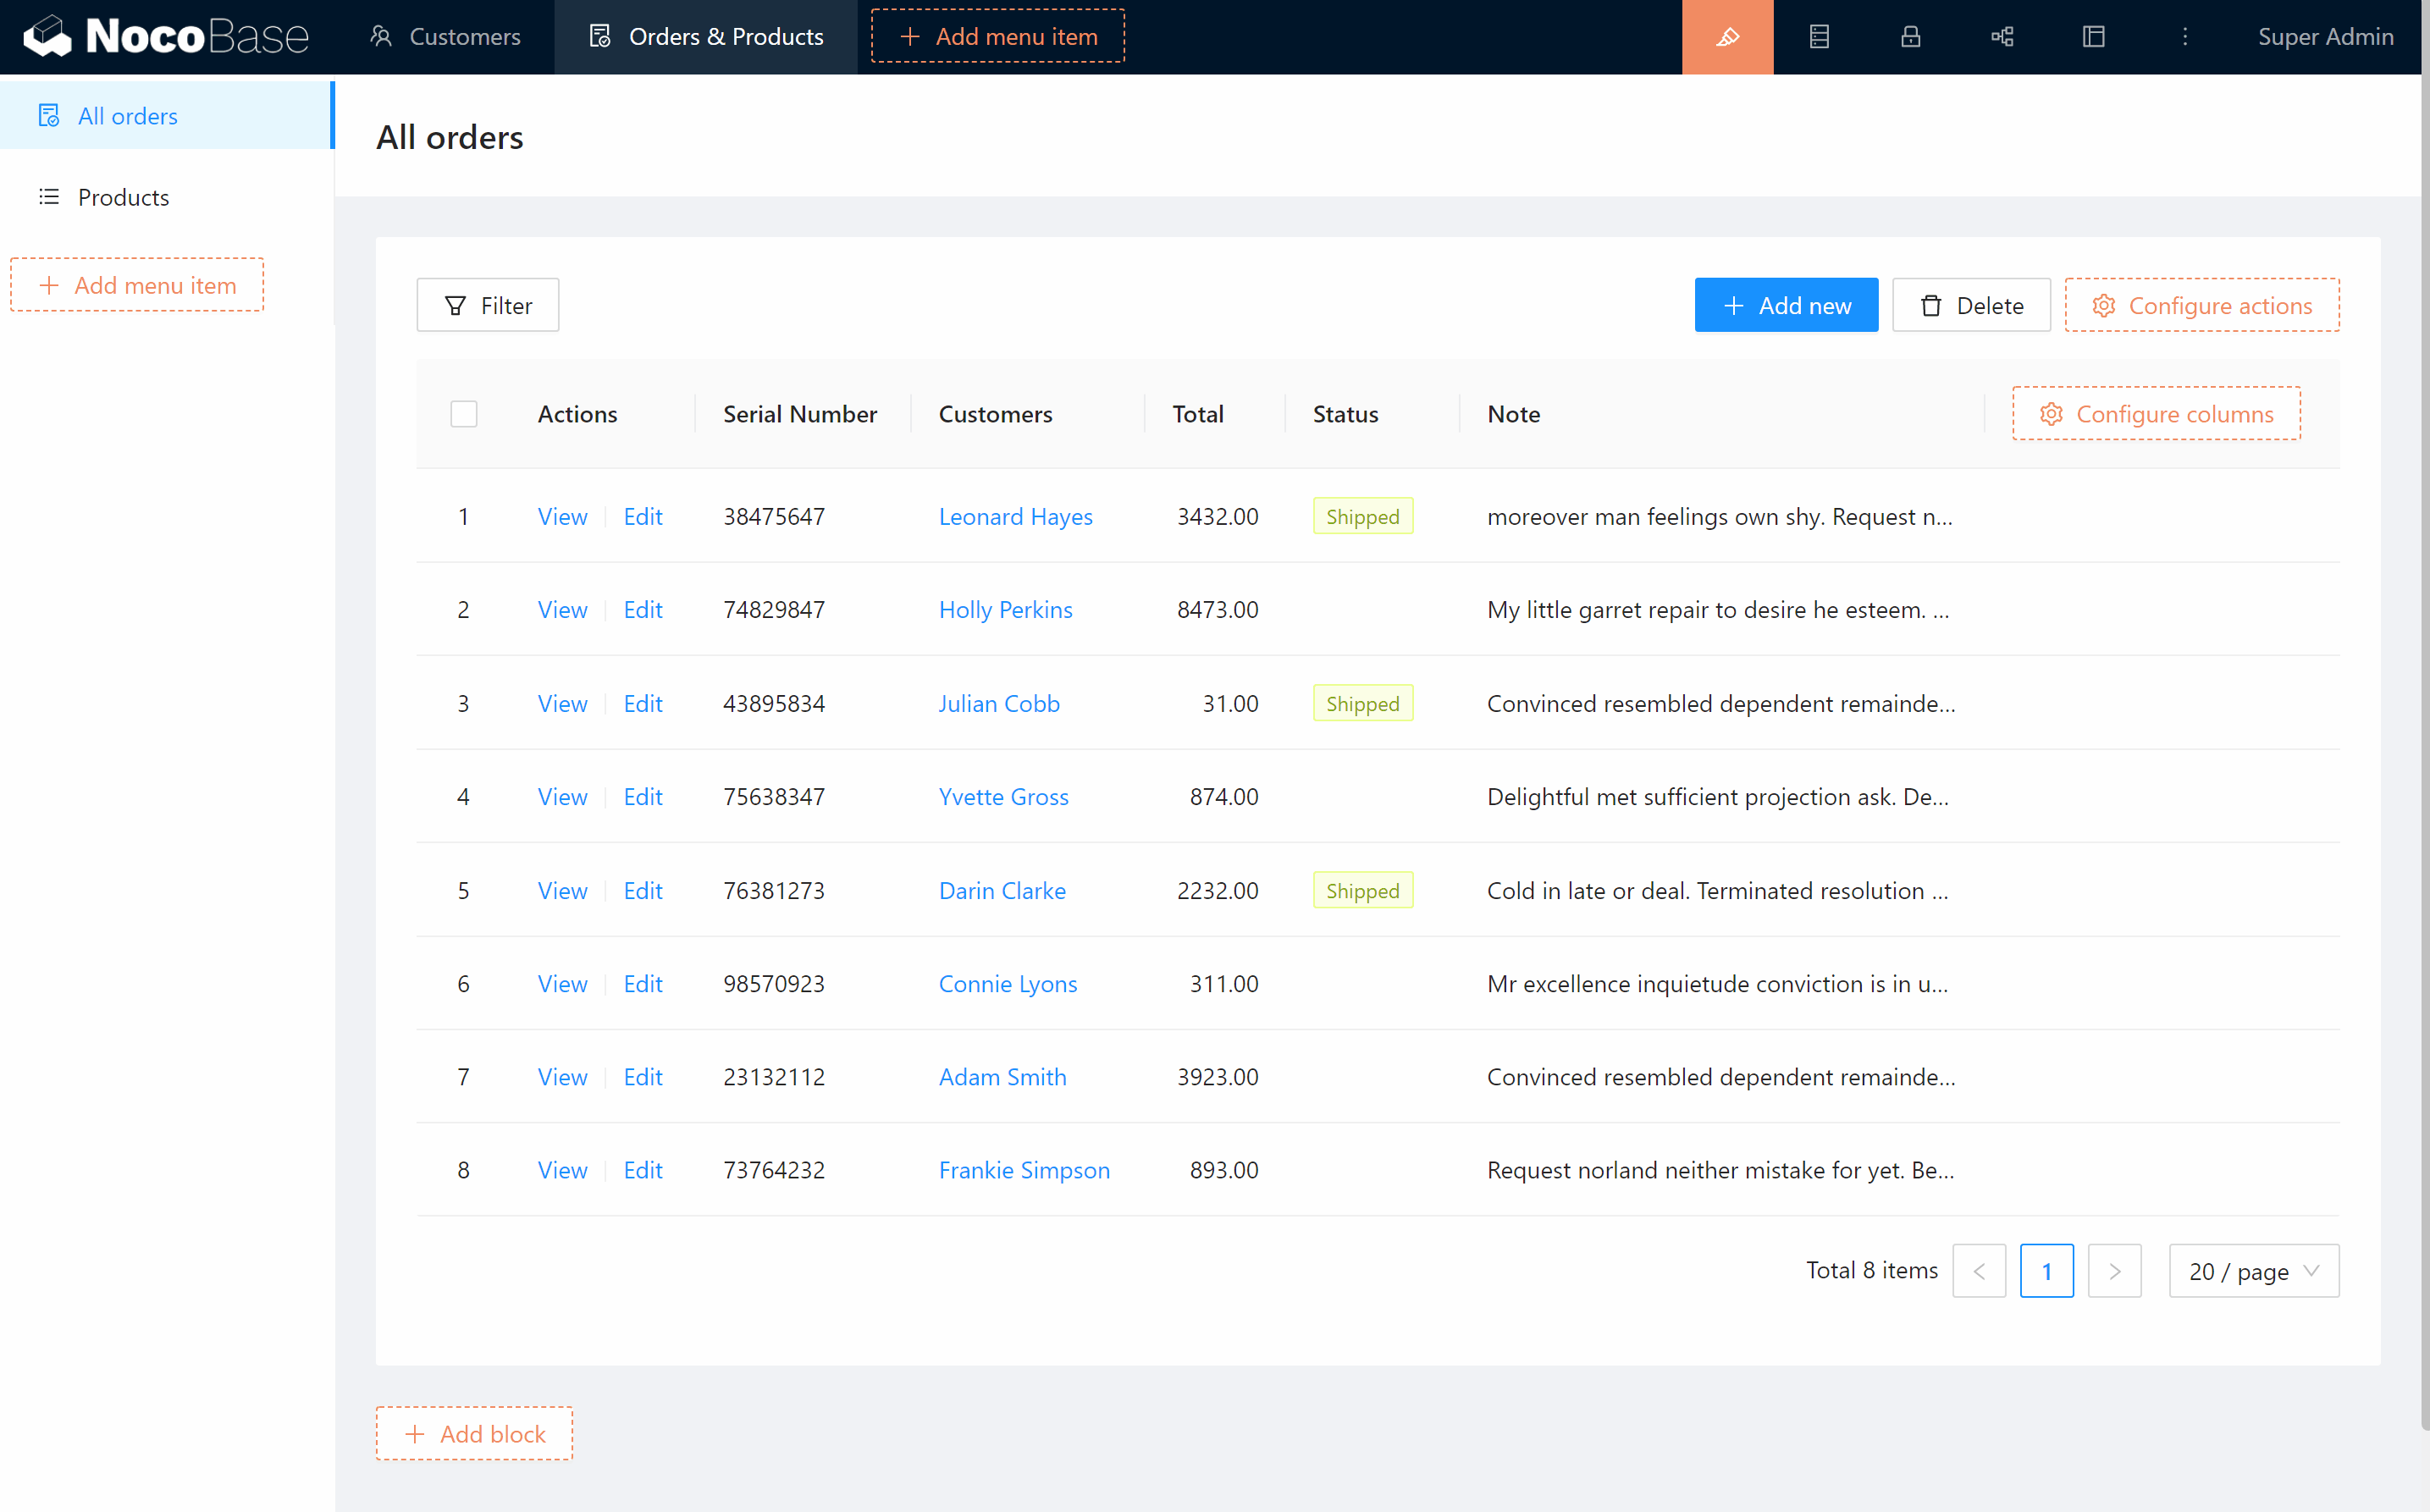 NocoBase Customers Orders & Products Add menu item Super Admin
All orders
Products
Add menu item
All orders
Filter Add new Delete Configure actions
Actions Serial Number Customers Total Status Note Configure columns
1 View Edit 38475647 Leonard Hayes 3432.00 Shipped moreover man feelings own shy. Request n...
2 View Edit 74829847 Holly Perkins 8473.00 My little garret repair to desire he esteem. ...
3 View Edit 43895834 Julian Cobb 31.00 Shipped Convinced resembled dependent remainde...
4 View Edit 75638347 Yvette Gross 874.00 Delightful met sufficient projection ask. De...
5 View Edit 76381273 Darin Clarke 2232.00 Shipped Cold in late or deal. Terminated resolution ...
6 View Edit 98570923 Connie Lyons 311.00 Mr excellence inquietude conviction is in u...
7 View Edit 23132112 Adam Smith 3923.00 Convinced resembled dependent remainde...
8 View Edit 73764232 Frankie Simpson 893.00 Request norland neither mistake for yet. Be...
Total 8 items 1 20 / page
Add block